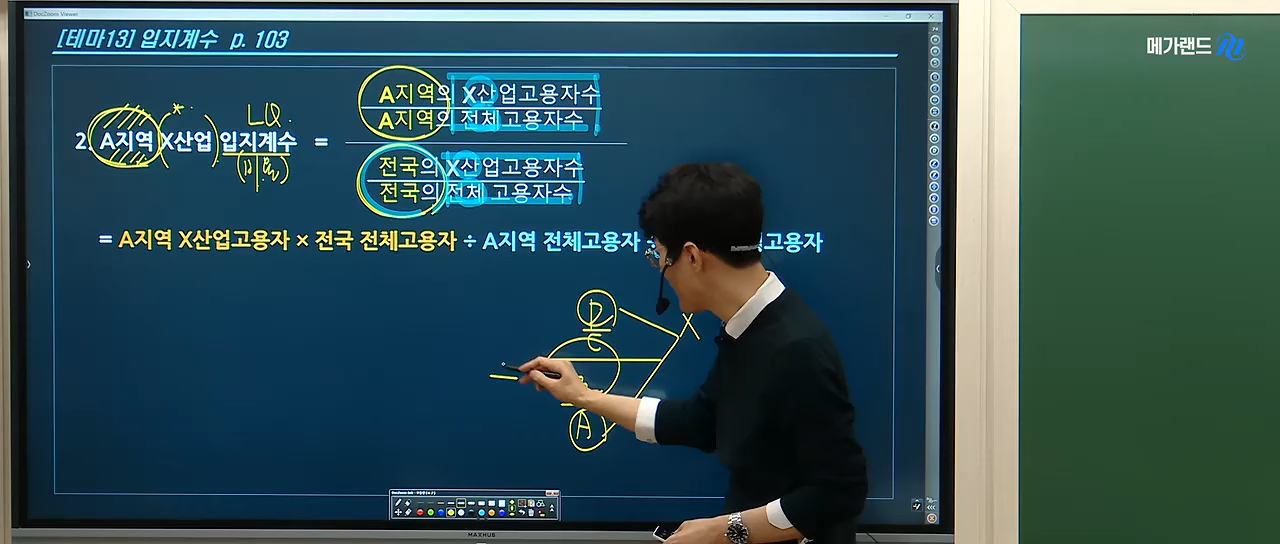 DocZoom Viewer
[테마13] 입지계수 p. 103
메가랜드
A지역의 X산업고용자수
A지역의 전체고용자수
LQ.
2. A지역 X산업 입지계수 =
전국의 X산업고용자수
전국의 전체 고용자수
= A지역 X산업고용자 × 전국 전체고용자 ÷ A지역 전체고용자 고용자
D
X
C
A
MAXHUB